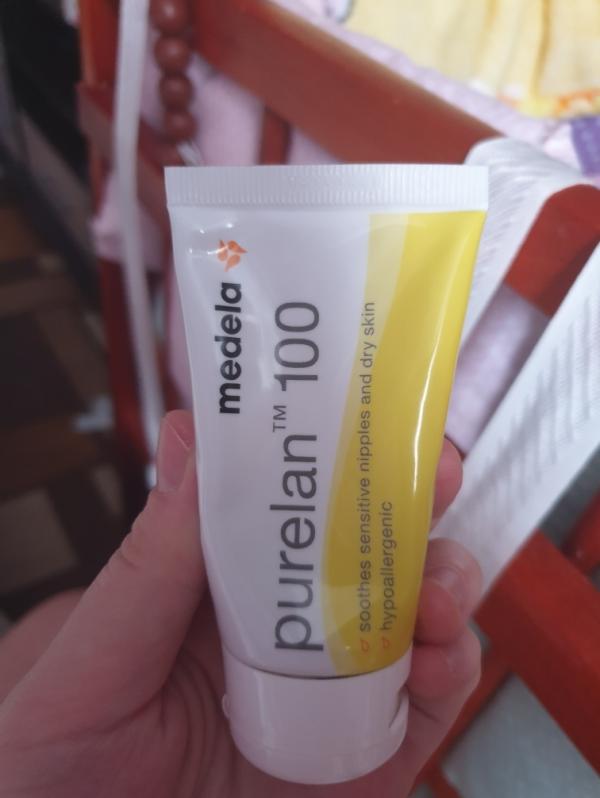 medela
purelan™ 100
soothes sensitive nipples and dry skin
hypoallergenic